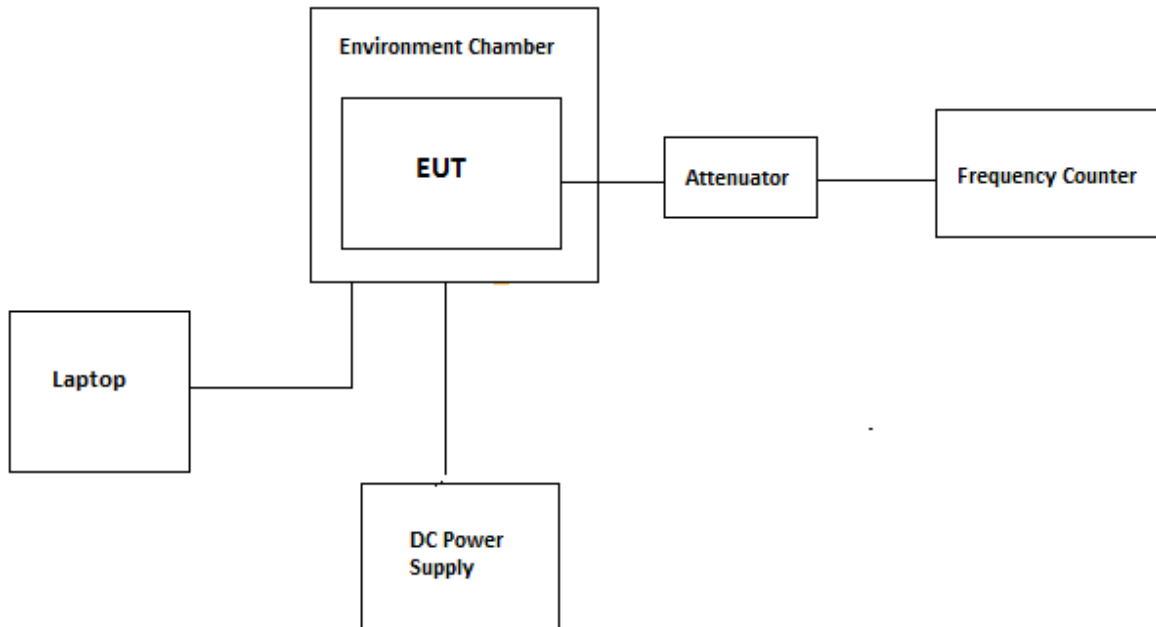 Environment Chamber
EUT
Attenuator
Frequency Counter
Laptop
DC Power
Supply